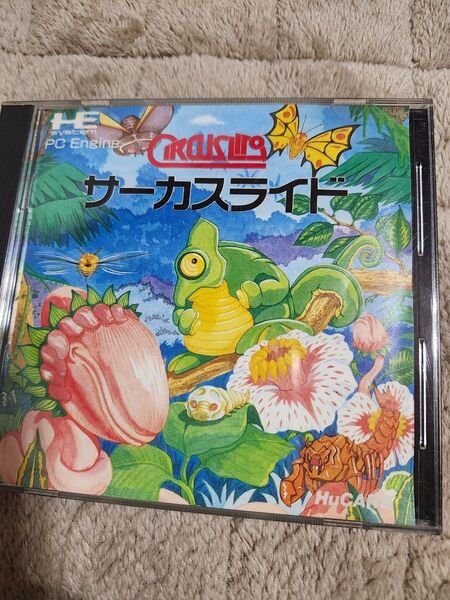 HE
system
PC Engine
CIRCUSLIDO
サーカスライド
HuCARD